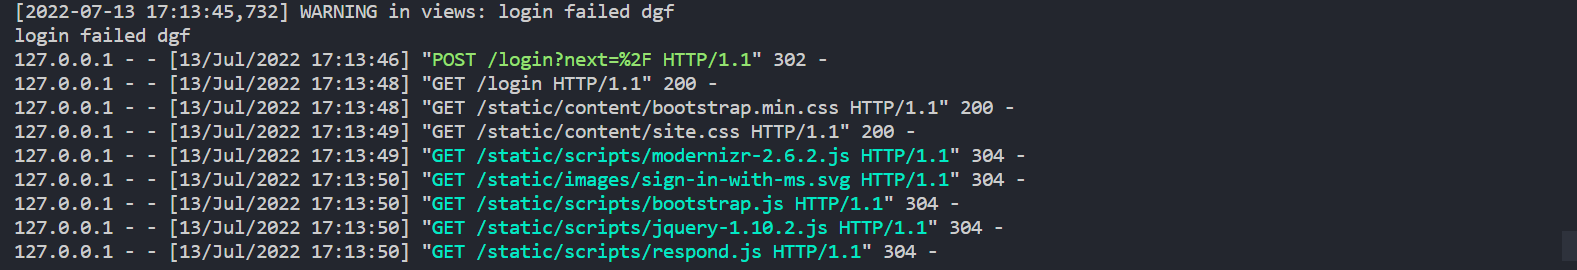 [2022-07-13 17:13:45,732] WARNING in views: login failed dgf
login failed dgf
127.0.0.1 - - [13/Jul/2022 17:13:46] "POST /login?next=%2F HTTP/1.1" 302 -
127.0.0.1 - - [13/Jul/2022 17:13:48] "GET /login HTTP/1.1" 200 -
127.0.0.1 - - [13/Jul/2022 17:13:48] "GET /static/content/bootstrap.min.css HTTP/1.1" 200 -
127.0.0.1 - - [13/Jul/2022 17:13:49] "GET /static/content/site.css HTTP/1.1" 200 -
127.0.0.1 - - [13/Jul/2022 17:13:49] "GET /static/scripts/modernizr-2.6.2.js HTTP/1.1" 304 -
127.0.0.1 - - [13/Jul/2022 17:13:50] "GET /static/images/sign-in-with-ms.svg HTTP/1.1" 304 -
127.0.0.1 - - [13/Jul/2022 17:13:50] "GET /static/scripts/bootstrap.js HTTP/1.1" 304 -
127.0.0.1 - - [13/Jul/2022 17:13:50] "GET /static/scripts/jquery-1.10.2.js HTTP/1.1" 304 -
127.0.0.1 - - [13/Jul/2022 17:13:50] "GET /static/scripts/respond.js HTTP/1.1" 304 -